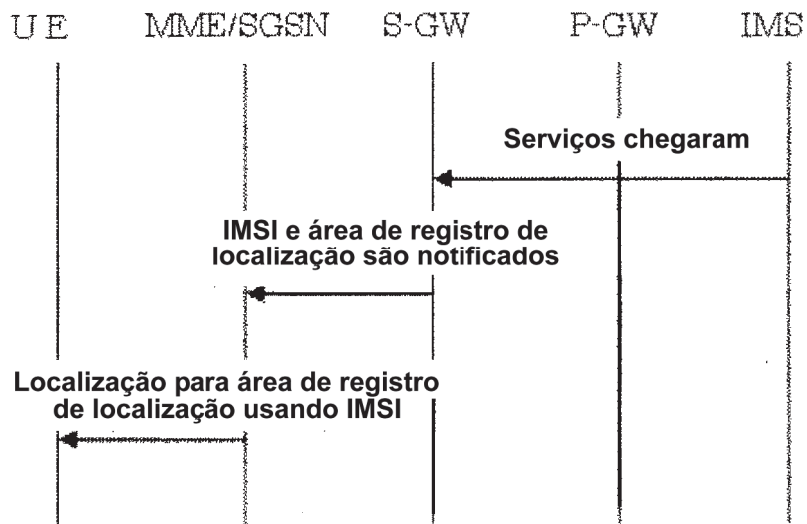 UE MME/SGSN S-GW P-GW IMS
Serviços chegaram
IMSI e área de registro de
localização são notificados
Localização para área de registro
de localização usando IMSI